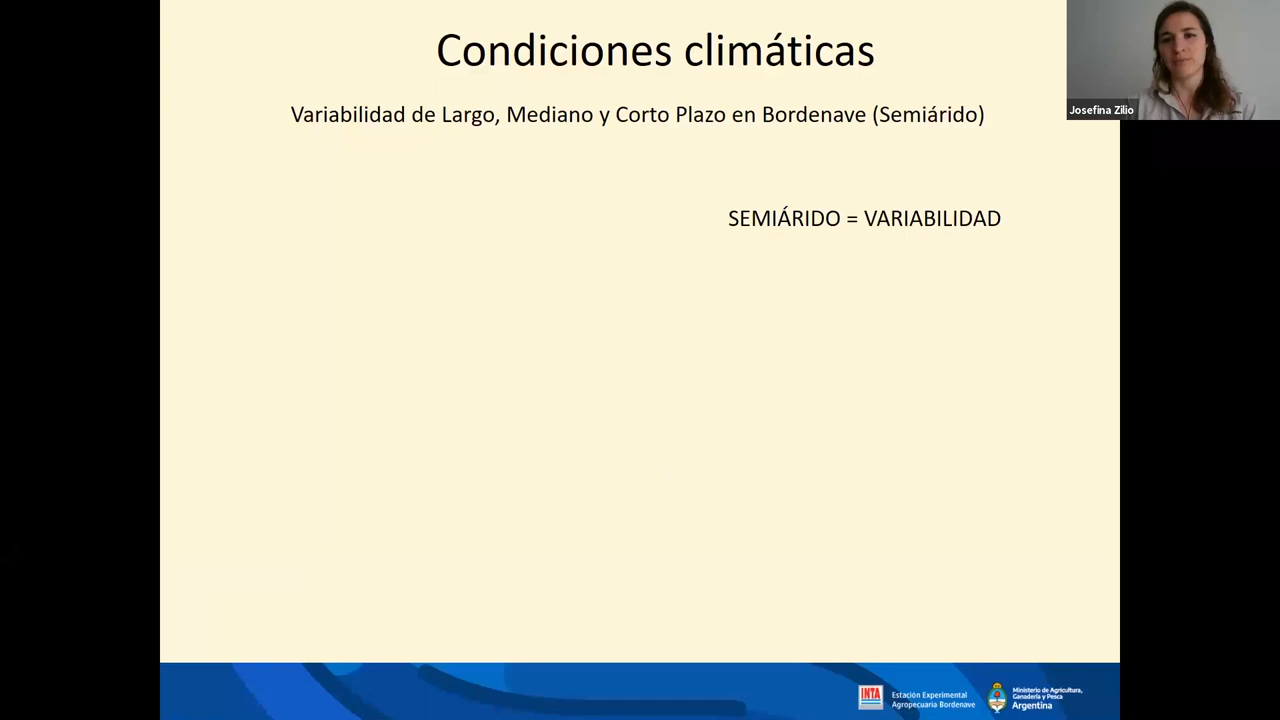 Condiciones climáticas
Variabilidad de Largo, Mediano y Corto Plazo en Bordenave (Semiárido)
Josefina Zilio
SEMIÁRIDO = VARIABILIDAD
INTA
Estación Experimental
Agropecuaria Bordenave
Ministerio de Agricultura,
Ganadería y Pesca
Argentina